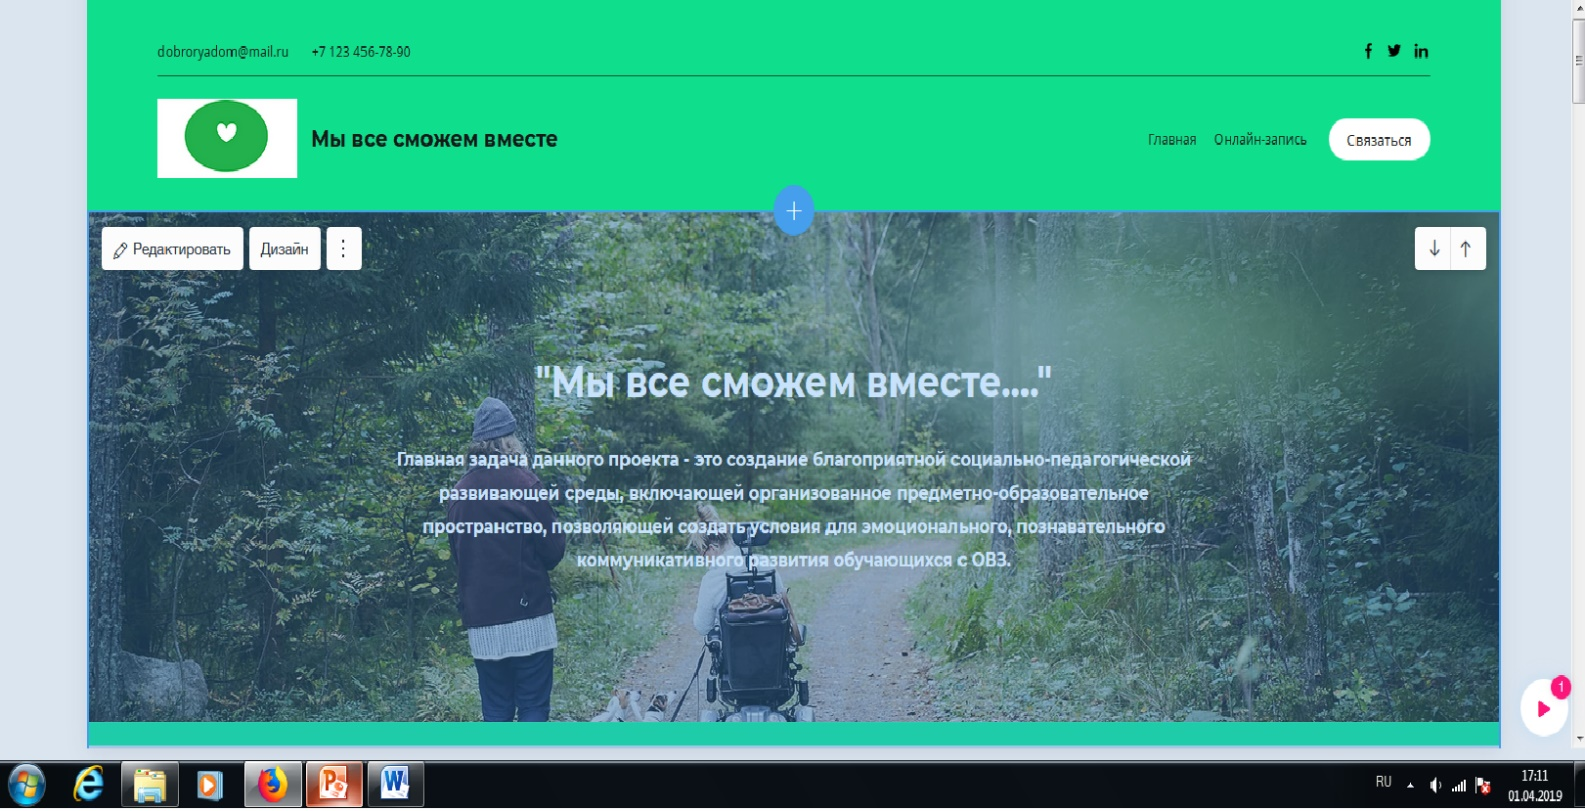 dobroryadom@mail.ru +7 123 456-78-90
Мы все сможем вместе
Главная Онлайн-запись Связаться
Редактировать Дизайн
"Мы все сможем вместе...."
Главная задача данного проекта - это создание благоприятной социально-педагогической
развивающей среды, включающей организованное предметно-образовательное
пространство, позволяющей создать условия для эмоционального, познавательного
коммуникативного развития обучающихся с ОВЗ.
1
RU
17:11
01.04.2019